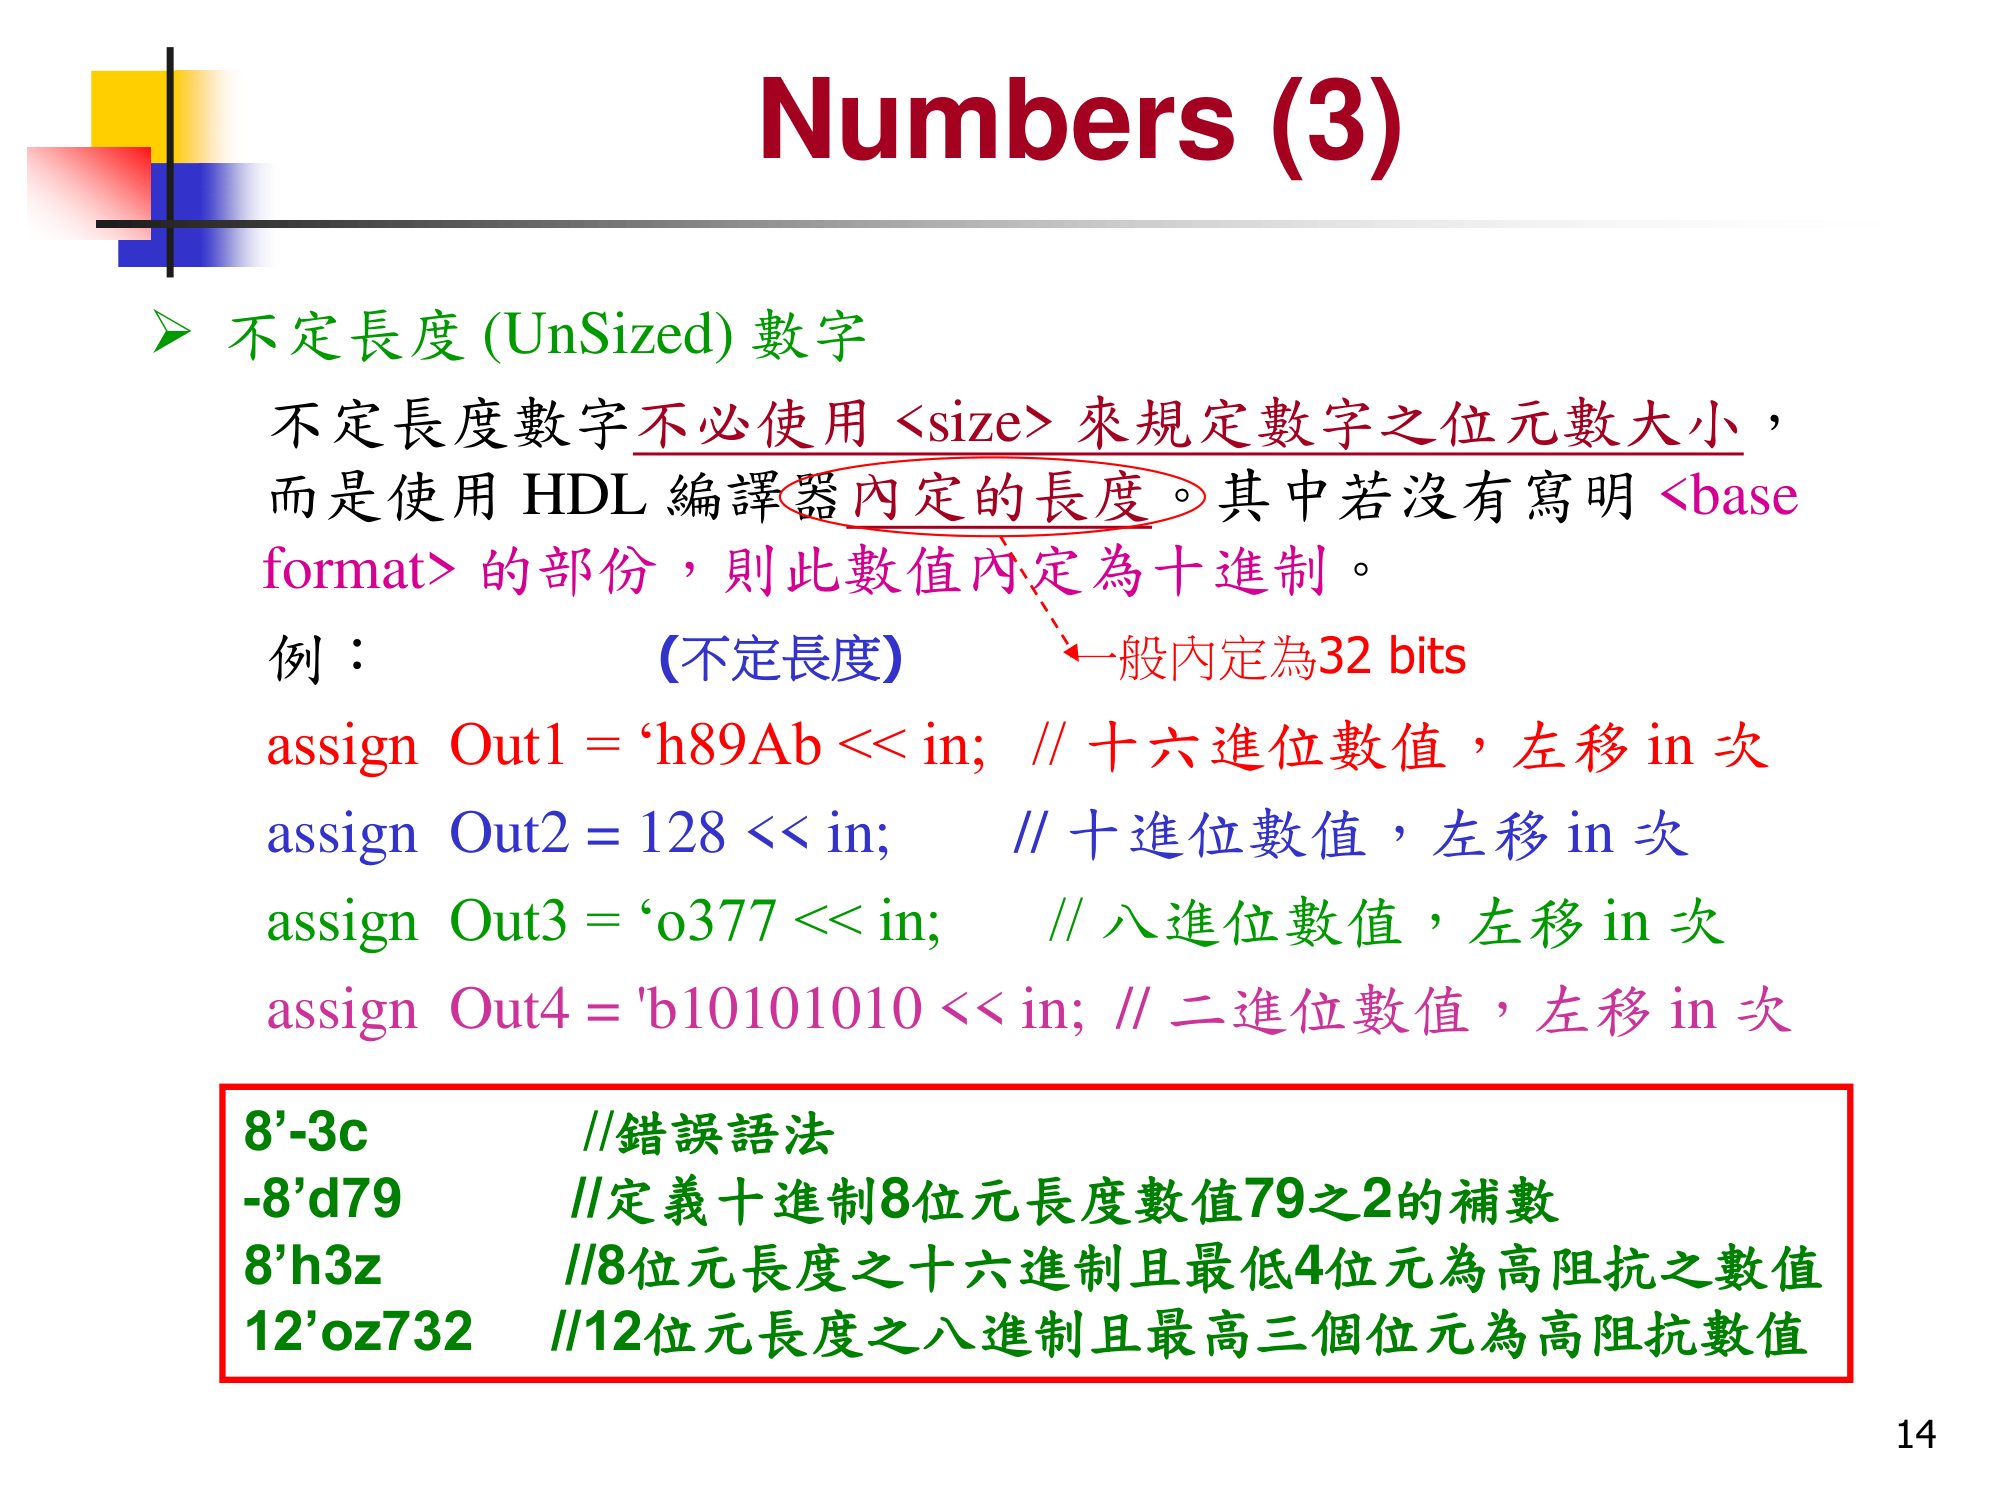 Numbers (3)
不定長度 (UnSized) 數字
不定長度數字不必使用 <size> 來規定數字之位元數大小，
而是使用 HDL 編譯器內定的長度。其中若沒有寫明 <base
format> 的部份，則此數值內定為十進制。
例： (不定長度) 一般內定為32 bits
assign Out1 = ‘h89Ab << in; // 十六進位數值，左移 in 次
assign Out2 = 128 << in; // 十進位數值，左移 in 次
assign Out3 = ‘o377 << in; // 八進位數值，左移 in 次
assign Out4 = 'b10101010 << in; // 二進位數值，左移 in 次
8’-3c //錯誤語法
-8’d79 //定義十進制8位元長度數值79之2的補數
8’h3z //8位元長度之十六進制且最低4位元為高阻抗之數值
12’oz732 //12位元長度之八進制且最高三個位元為高阻抗數值
14